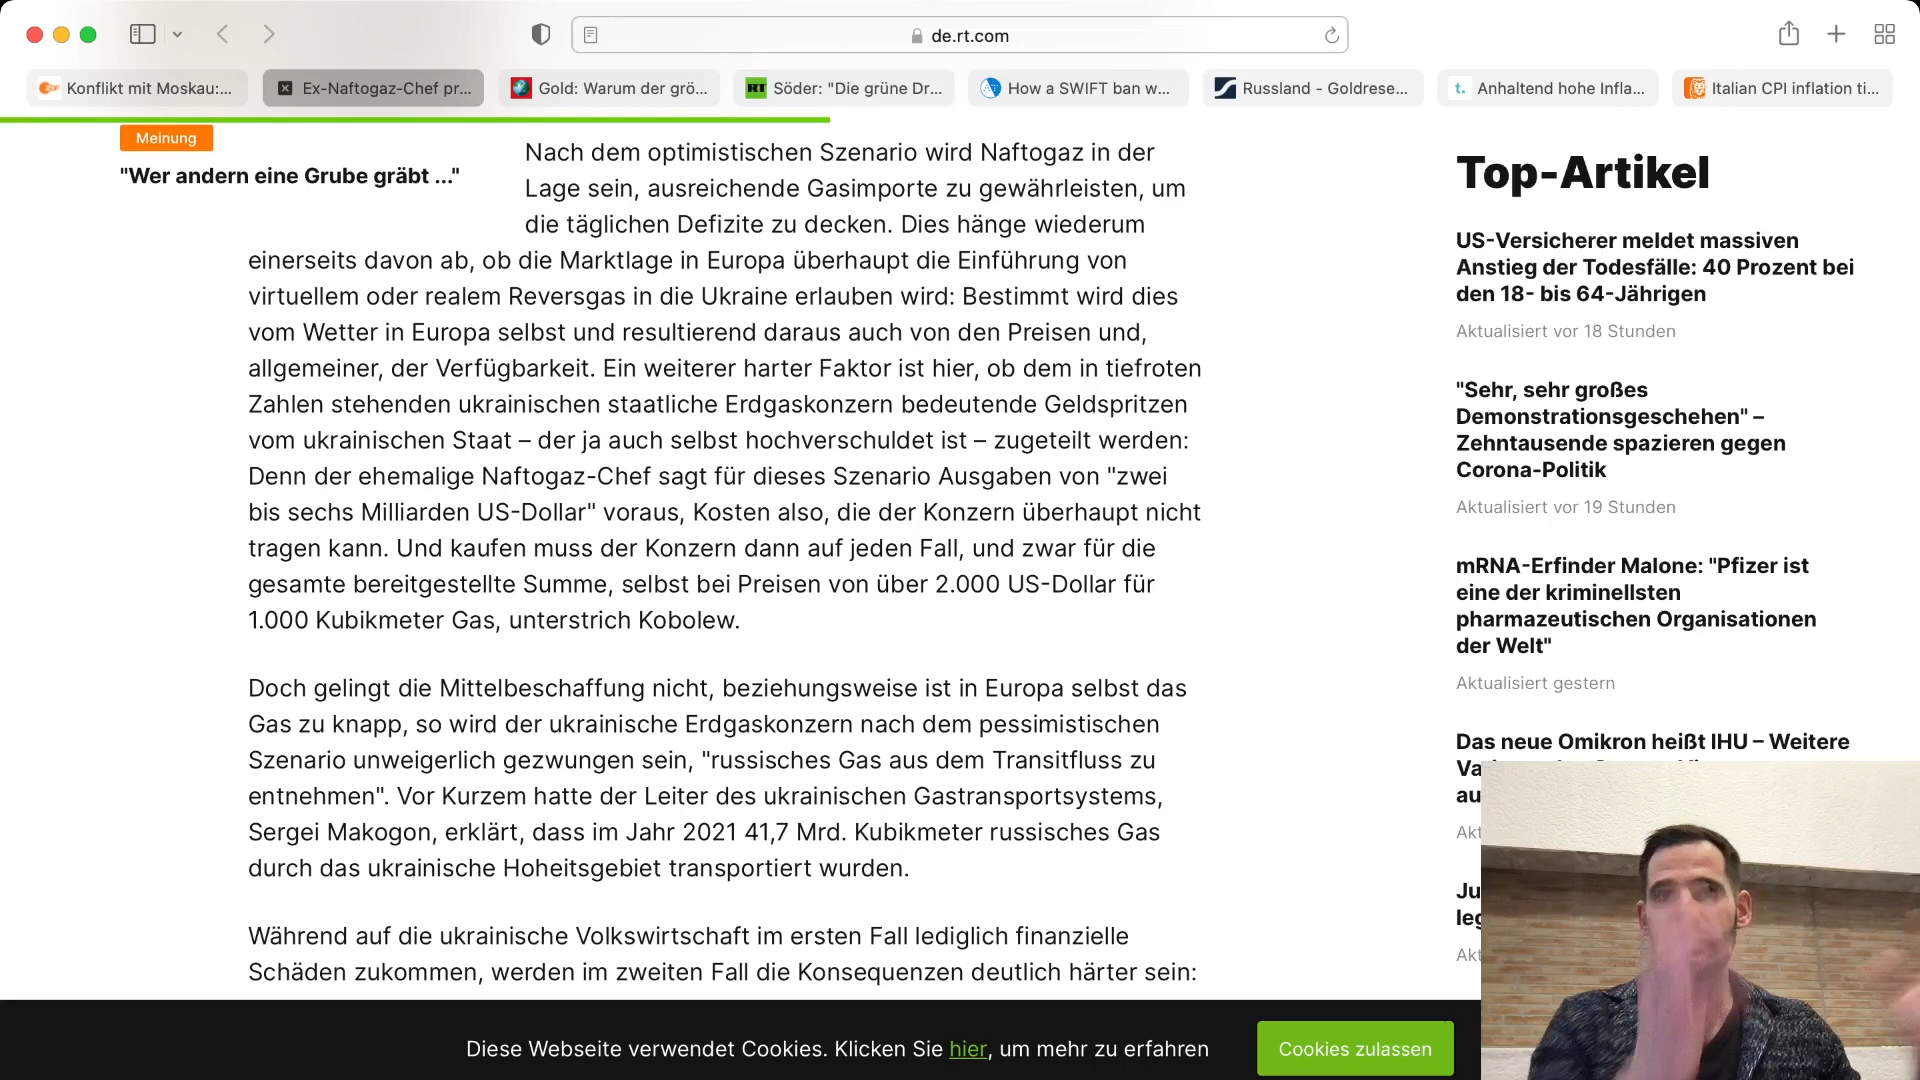 de.rt.com
Konflikt mit Moskau:...
Ex-Naftogaz-Chef pr...
Gold: Warum der grö...
RT
Söder: "Die grüne Dr...
How a SWIFT ban w...
Russland - Goldrese...
t.
Anhaltend hohe Infla...
Italian CPI inflation ti...
Meinung
"Wer andern eine Grube gräbt ..."
Nach dem optimistischen Szenario wird Naftogaz in der
Lage sein, ausreichende Gasimporte zu gewährleisten, um
die täglichen Defizite zu decken. Dies hänge wiederum
einerseits davon ab, ob die Marktlage in Europa überhaupt die Einführung von
virtuellem oder realem Reversgas in die Ukraine erlauben wird: Bestimmt wird dies
vom Wetter in Europa selbst und resultierend daraus auch von den Preisen und,
allgemeiner, der Verfügbarkeit. Ein weiterer harter Faktor ist hier, ob dem in tiefroten
Zahlen stehenden ukrainischen staatliche Erdgaskonzern bedeutende Geldspritzen
vom ukrainischen Staat – der ja auch selbst hochverschuldet ist – zugeteilt werden:
Denn der ehemalige Naftogaz-Chef sagt für dieses Szenario Ausgaben von "zwei
bis sechs Milliarden US-Dollar" voraus, Kosten also, die der Konzern überhaupt nicht
tragen kann. Und kaufen muss der Konzern dann auf jeden Fall, und zwar für die
gesamte bereitgestellte Summe, selbst bei Preisen von über 2.000 US-Dollar für
1.000 Kubikmeter Gas, unterstrich Kobolew.
Doch gelingt die Mittelbeschaffung nicht, beziehungsweise ist in Europa selbst das
Gas zu knapp, so wird der ukrainische Erdgaskonzern nach dem pessimistischen
Szenario unweigerlich gezwungen sein, "russisches Gas aus dem Transitfluss zu
entnehmen". Vor Kurzem hatte der Leiter des ukrainischen Gastransportsystems,
Sergei Makogon, erklärt, dass im Jahr 2021 41,7 Mrd. Kubikmeter russisches Gas
durch das ukrainische Hoheitsgebiet transportiert wurden.
Während auf die ukrainische Volkswirtschaft im ersten Fall lediglich finanzielle
Schäden zukommen, werden im zweiten Fall die Konsequenzen deutlich härter sein:
Top-Artikel
US-Versicherer meldet massiven
Anstieg der Todesfälle: 40 Prozent bei
den 18- bis 64-Jährigen
Aktualisiert vor 18 Stunden
"Sehr, sehr großes
Demonstrationsgeschehen" –
Zehntausende spazieren gegen
Corona-Politik
Aktualisiert vor 19 Stunden
mRNA-Erfinder Malone: "Pfizer ist
eine der kriminellsten
pharmazeutischen Organisationen
der Welt"
Aktualisiert gestern
Das neue Omikron heißt IHU – Weitere
Diese Webseite verwendet Cookies. Klicken Sie hier, um mehr zu erfahren
Cookies zulassen